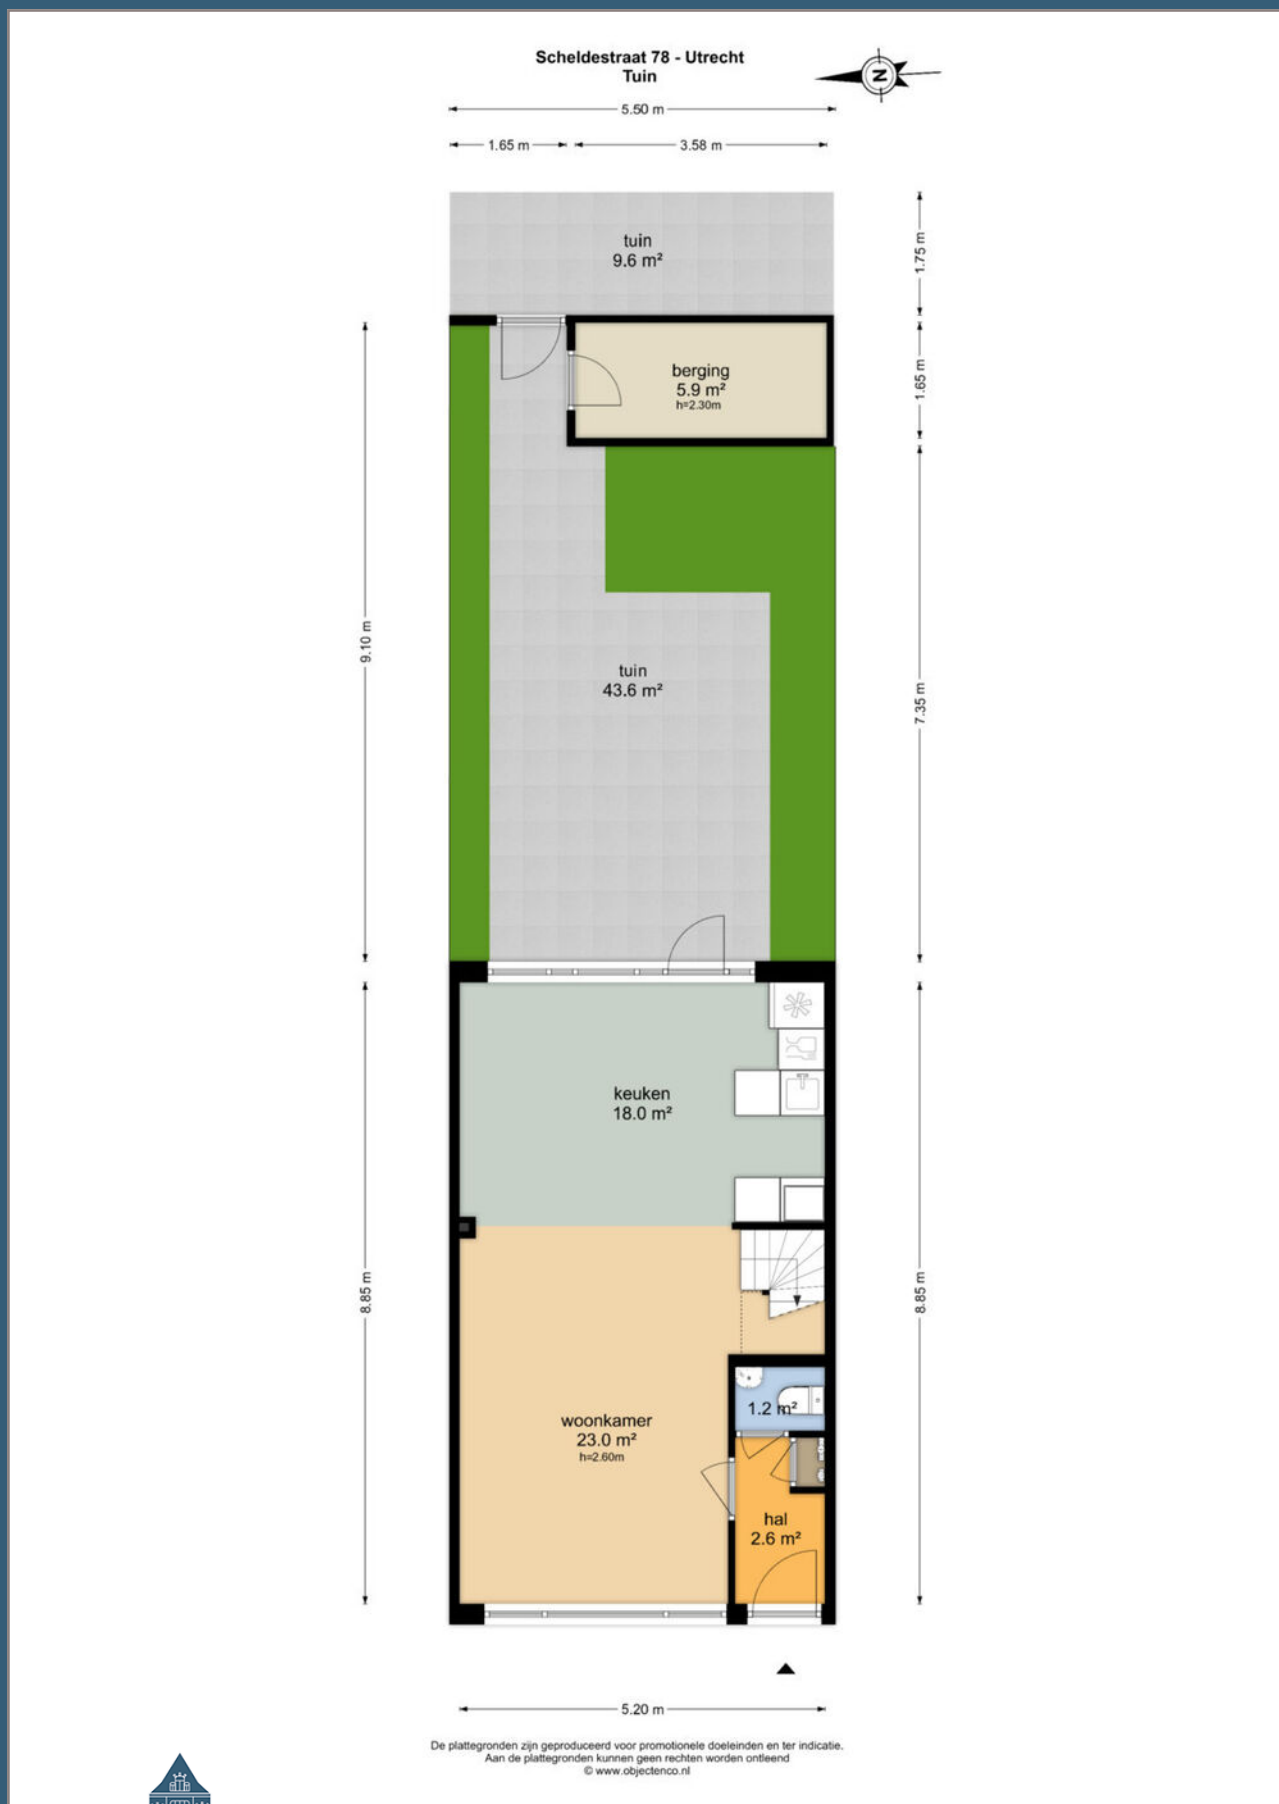 Scheldestraat 78 - Utrecht
Tuin
N
5.50 m
1.65 m
3.58 m
tuin
9.6 m²
1.75 m
berging
5.9 m²
h=2.30m
1.65 m
9.10 m
tuin
43.6 m²
7.35 m
keuken
18.0 m²
8.85 m
8.85 m
1.2 m²
woonkamer
23.0 m²
h=2.60m
hal
2.6 m²
5.20 m
De plattegronden zijn geproduceerd voor promotionele doeleinden en ter indicatie.
Aan de plattegronden kunnen geen rechten worden ontleend
© www.objectenco.nl